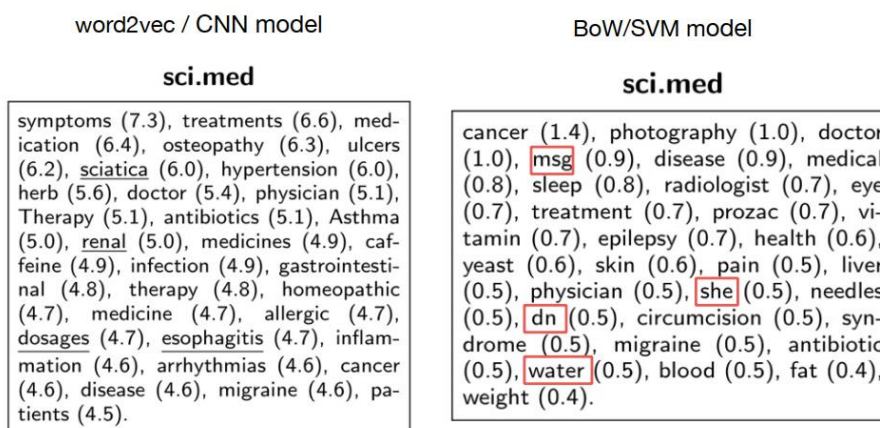 word2vec / CNN model
sci.med
symptoms (7.3), treatments (6.6), med-
ication (6.4), osteopathy (6.3), ulcers
(6.2), sciatica (6.0), hypertension (6.0),
herb (5.6), doctor (5.4), physician (5.1),
Therapy (5.1), antibiotics (5.1), Asthma
(5.0), renal (5.0), medicines (4.9), caf-
feine (4.9), infection (4.9), gastrointesti-
nal (4.8), therapy (4.8), homeopathic
(4.7), medicine (4.7), allergic (4.7),
dosages (4.7), esophagitis (4.7), inflam-
mation (4.6), arrhythmias (4.6), cancer
(4.6), disease (4.6), migraine (4.6), pa-
tients (4.5).
BoW/SVM model
sci.med
cancer (1.4), photography (1.0), doctor
(1.0), msg (0.9), disease (0.9), medical
(0.8), sleep (0.8), radiologist (0.7), eye
(0.7), treatment (0.7), prozac (0.7), vi-
tamin (0.7), epilepsy (0.7), health (0.6),
yeast (0.6), skin (0.6), pain (0.5), liver
(0.5), physician (0.5), she (0.5), needles
(0.5), dn (0.5), circumcision (0.5), syn-
drome (0.5), migraine (0.5), antibiotic
(0.5), water (0.5), blood (0.5), fat (0.4),
weight (0.4).